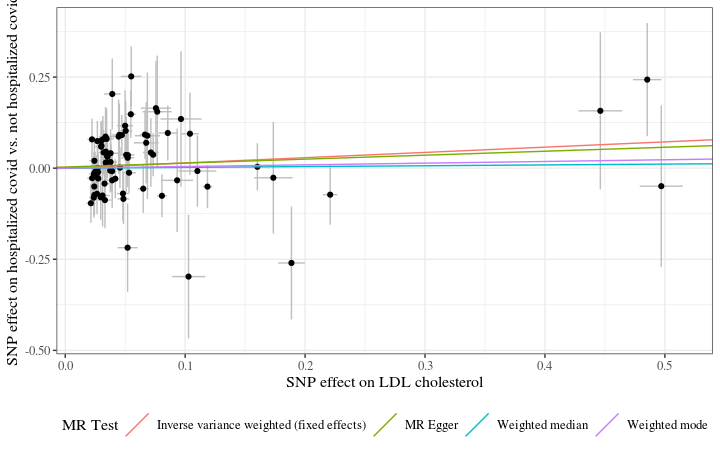 SNP effect on hospitalized covid vs. not hospitalized covid
0.25
0.00
-0.25
-0.50
0.0 0.1 0.2 0.3 0.4 0.5
SNP effect on LDL cholesterol
MR Test Inverse variance weighted (fixed effects) MR Egger Weighted median Weighted mode